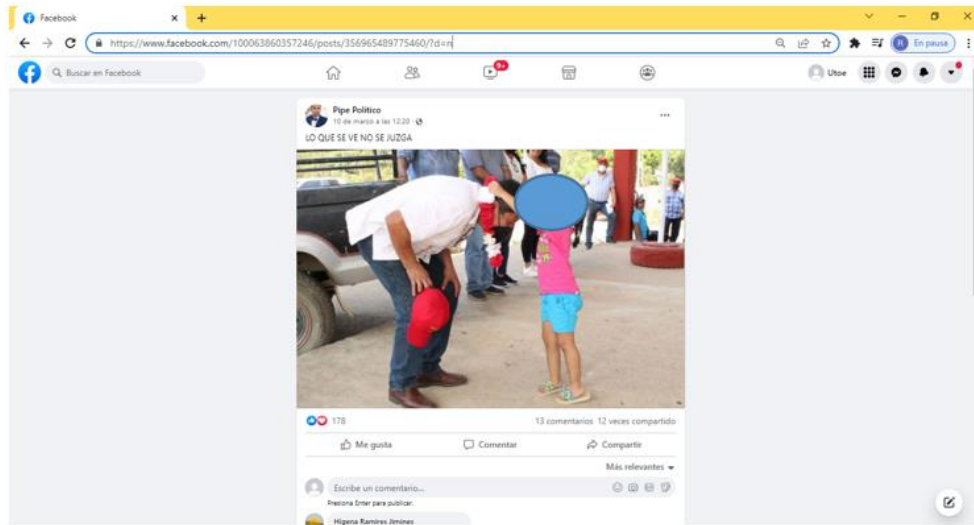 Facebook
https://www.facebook.com/100063860357246/posts/356965489775460/?d=n
R
En pausa
Buscar en Facebook
9+
Utoe
Pipe Político
10 de marzo a las 12:20
LO QUE SE VE NO SE JUZGA
178
13 comentarios 12 veces compartido
Me gusta
Comentar
Compartir
Más relevantes
Escribe un comentario...
Presiona Enter para publicar.
Higena Ramires Jimines